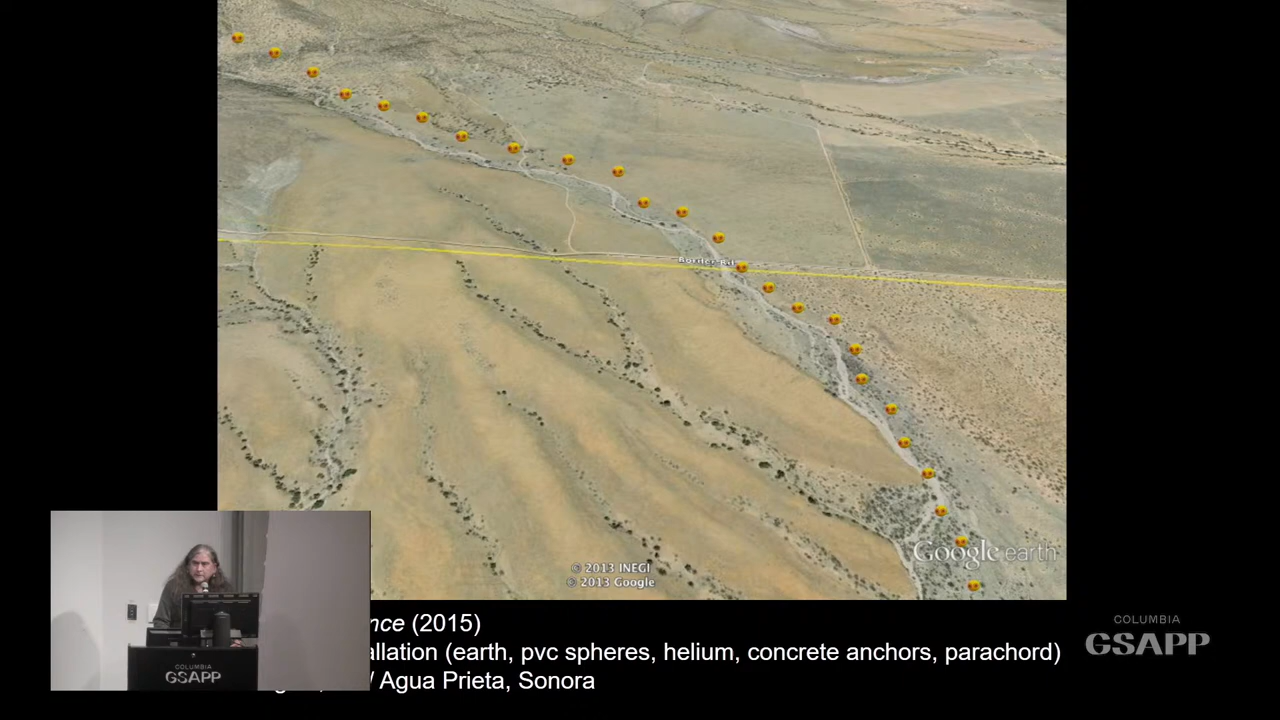 Border Rd
Google earth
© 2013 INEGI
© 2013 Google
nce (2015)
allation (earth, pvc spheres, helium, concrete anchors, parachord)
/ Agua Prieta, Sonora
COLUMBIA
GSAPP
COLUMBIA
GSAPP